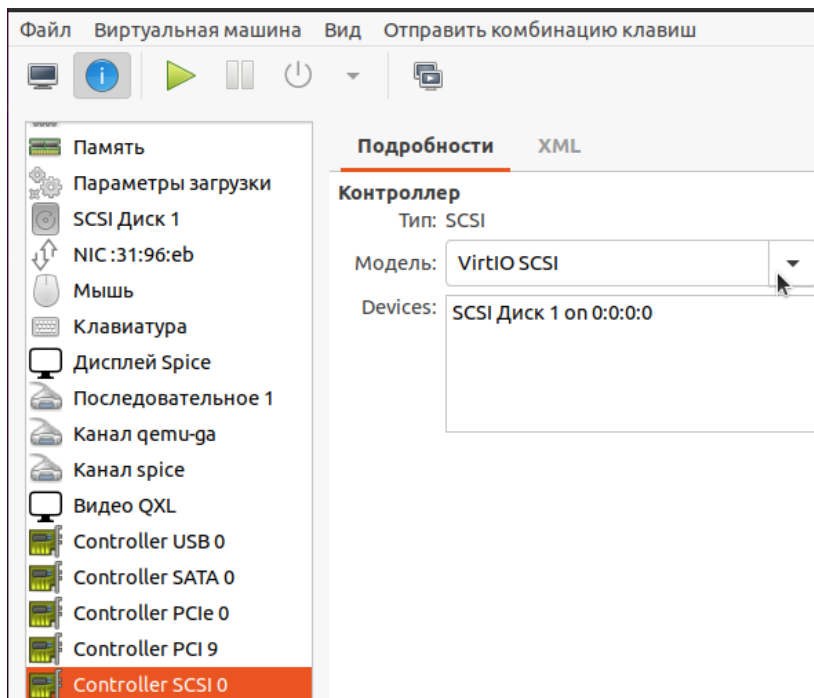 Файл Виртуальная машина Вид Отправить комбинацию клавиш
Память
Параметры загрузки
SCSI Диск 1
NIC :31:96:eb
Мышь
Клавиатура
Дисплей Spice
Последовательное 1
Канал qemu-ga
Канал spice
Видео QXL
Controller USB 0
Controller SATA 0
Controller PCIe 0
Controller PCI 9
Controller SCSI 0
Подробности XML
Контроллер
Тип: SCSI
Модель: VirtIO SCSI
Devices: SCSI Диск 1 on 0:0:0:0